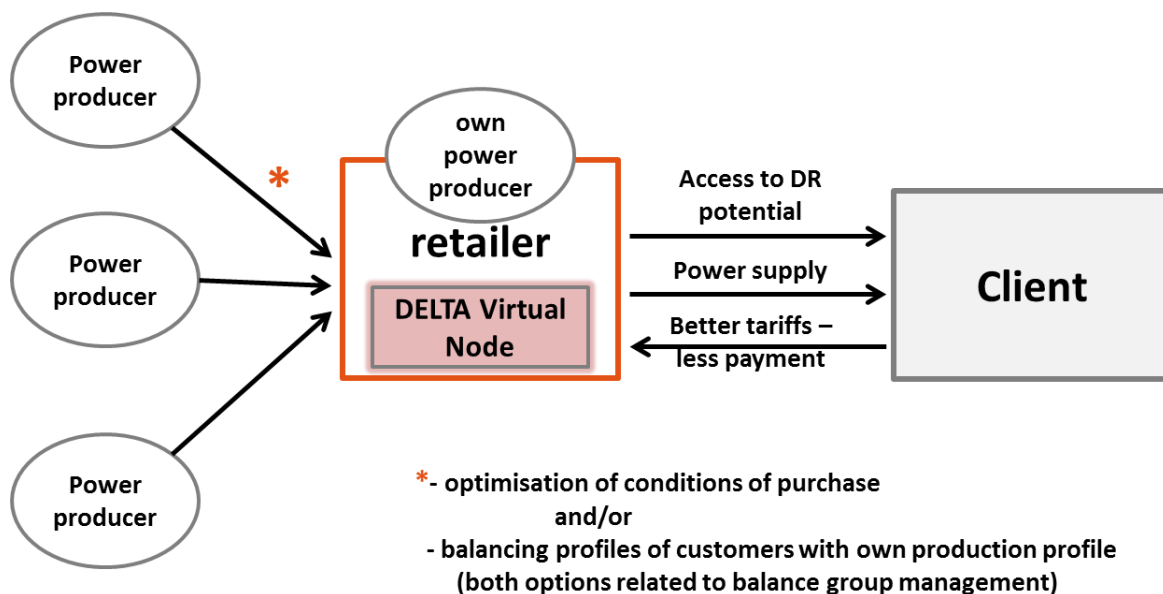 Power
producer
*
own
power
producer
Power
producer
retailer
DELTA Virtual
Node
Access to DR
potential
Power supply
Better tariffs –
less payment
Client
Power
producer
*- optimisation of conditions of purchase
and/or
- balancing profiles of customers with own production profile
(both options related to balance group management)